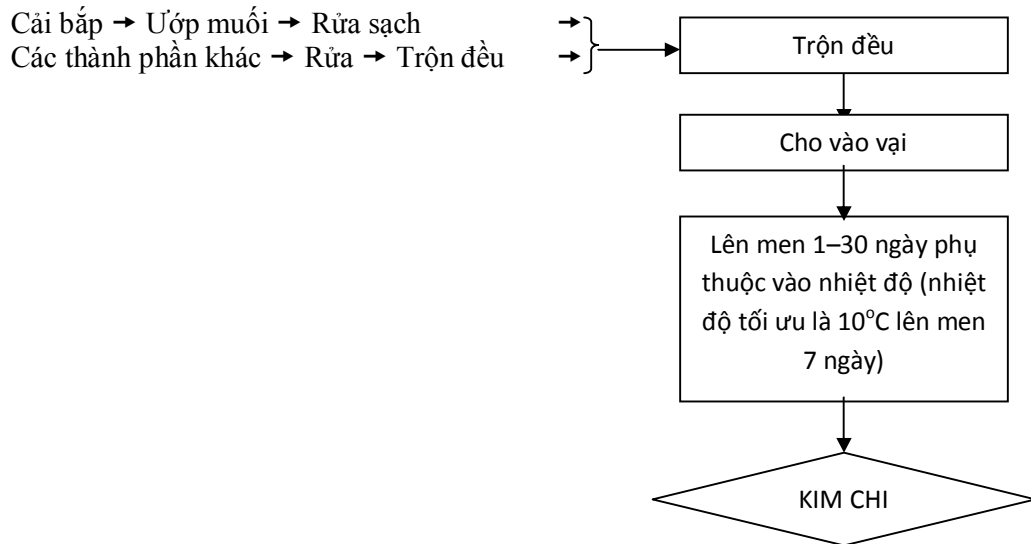 Cải bắp → Ướp muối → Rửa sạch →
Các thành phần khác → Rửa → Trộn đều →
Trộn đều
Cho vào vại
Lên men 1–30 ngày phụ
thuộc vào nhiệt độ (nhiệt
độ tối ưu là 10°C lên men
7 ngày)
KIM CHI